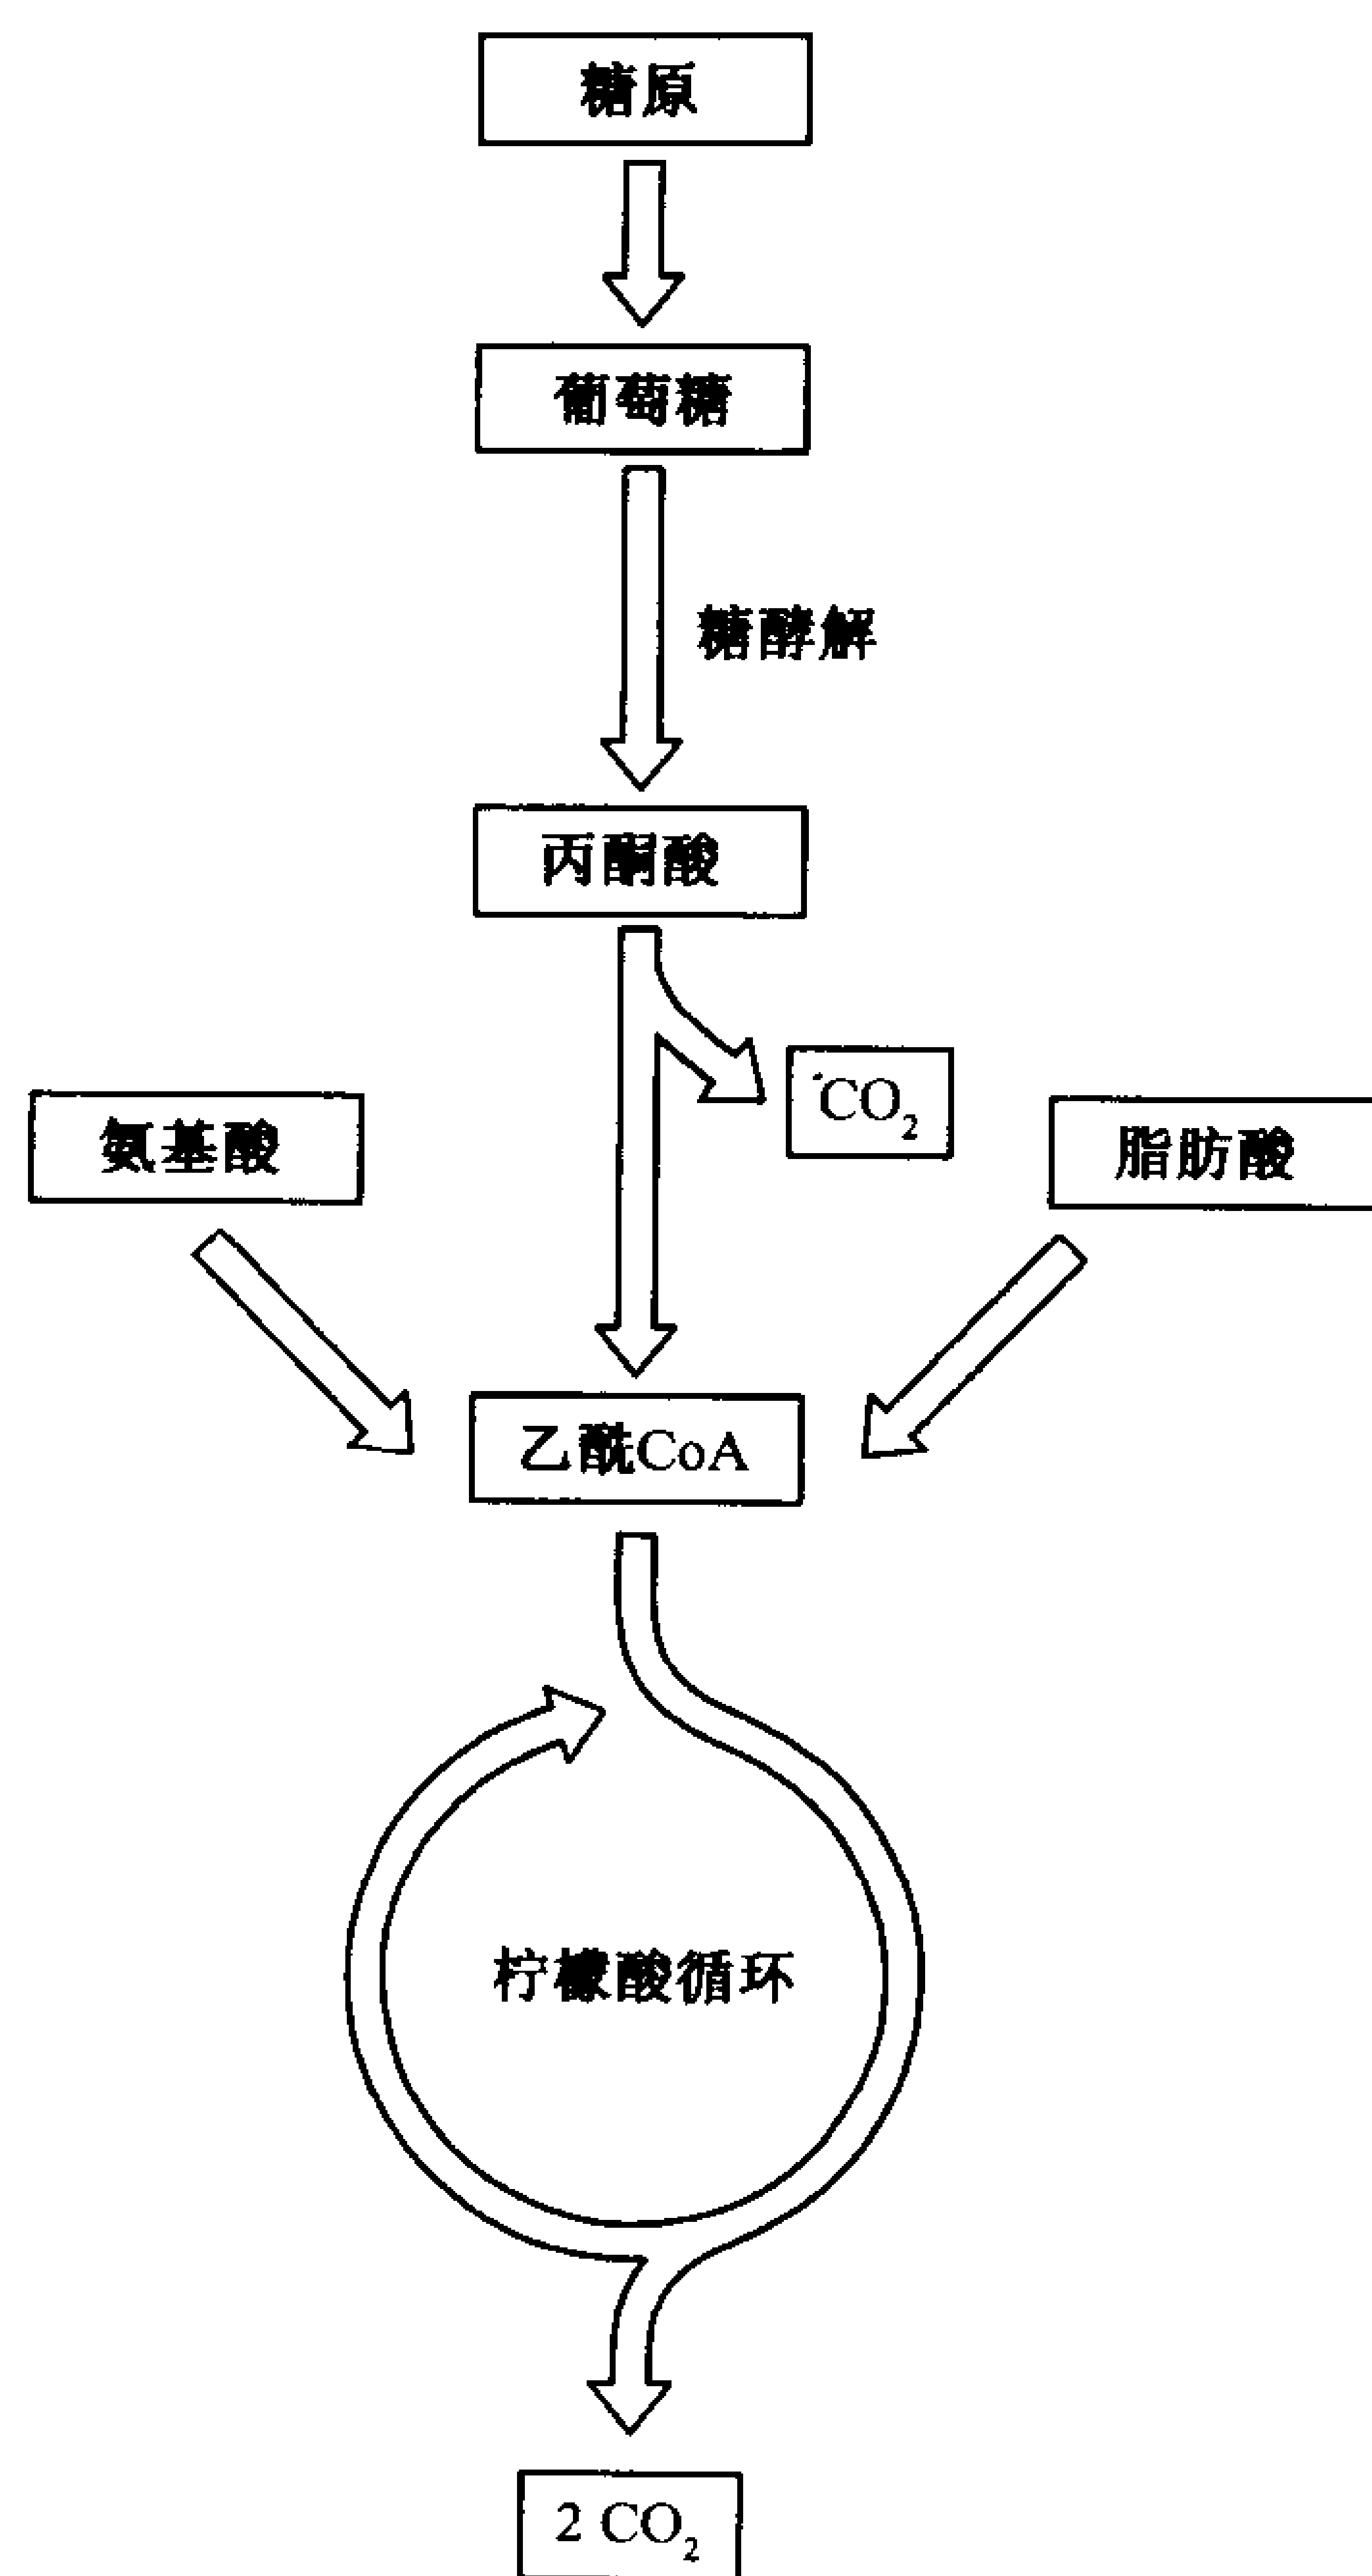 糖原
葡萄糖
糖酵解
丙酮酸
CO₂
氨基酸
脂肪酸
乙酰CoA
柠檬酸循环
2 CO₂